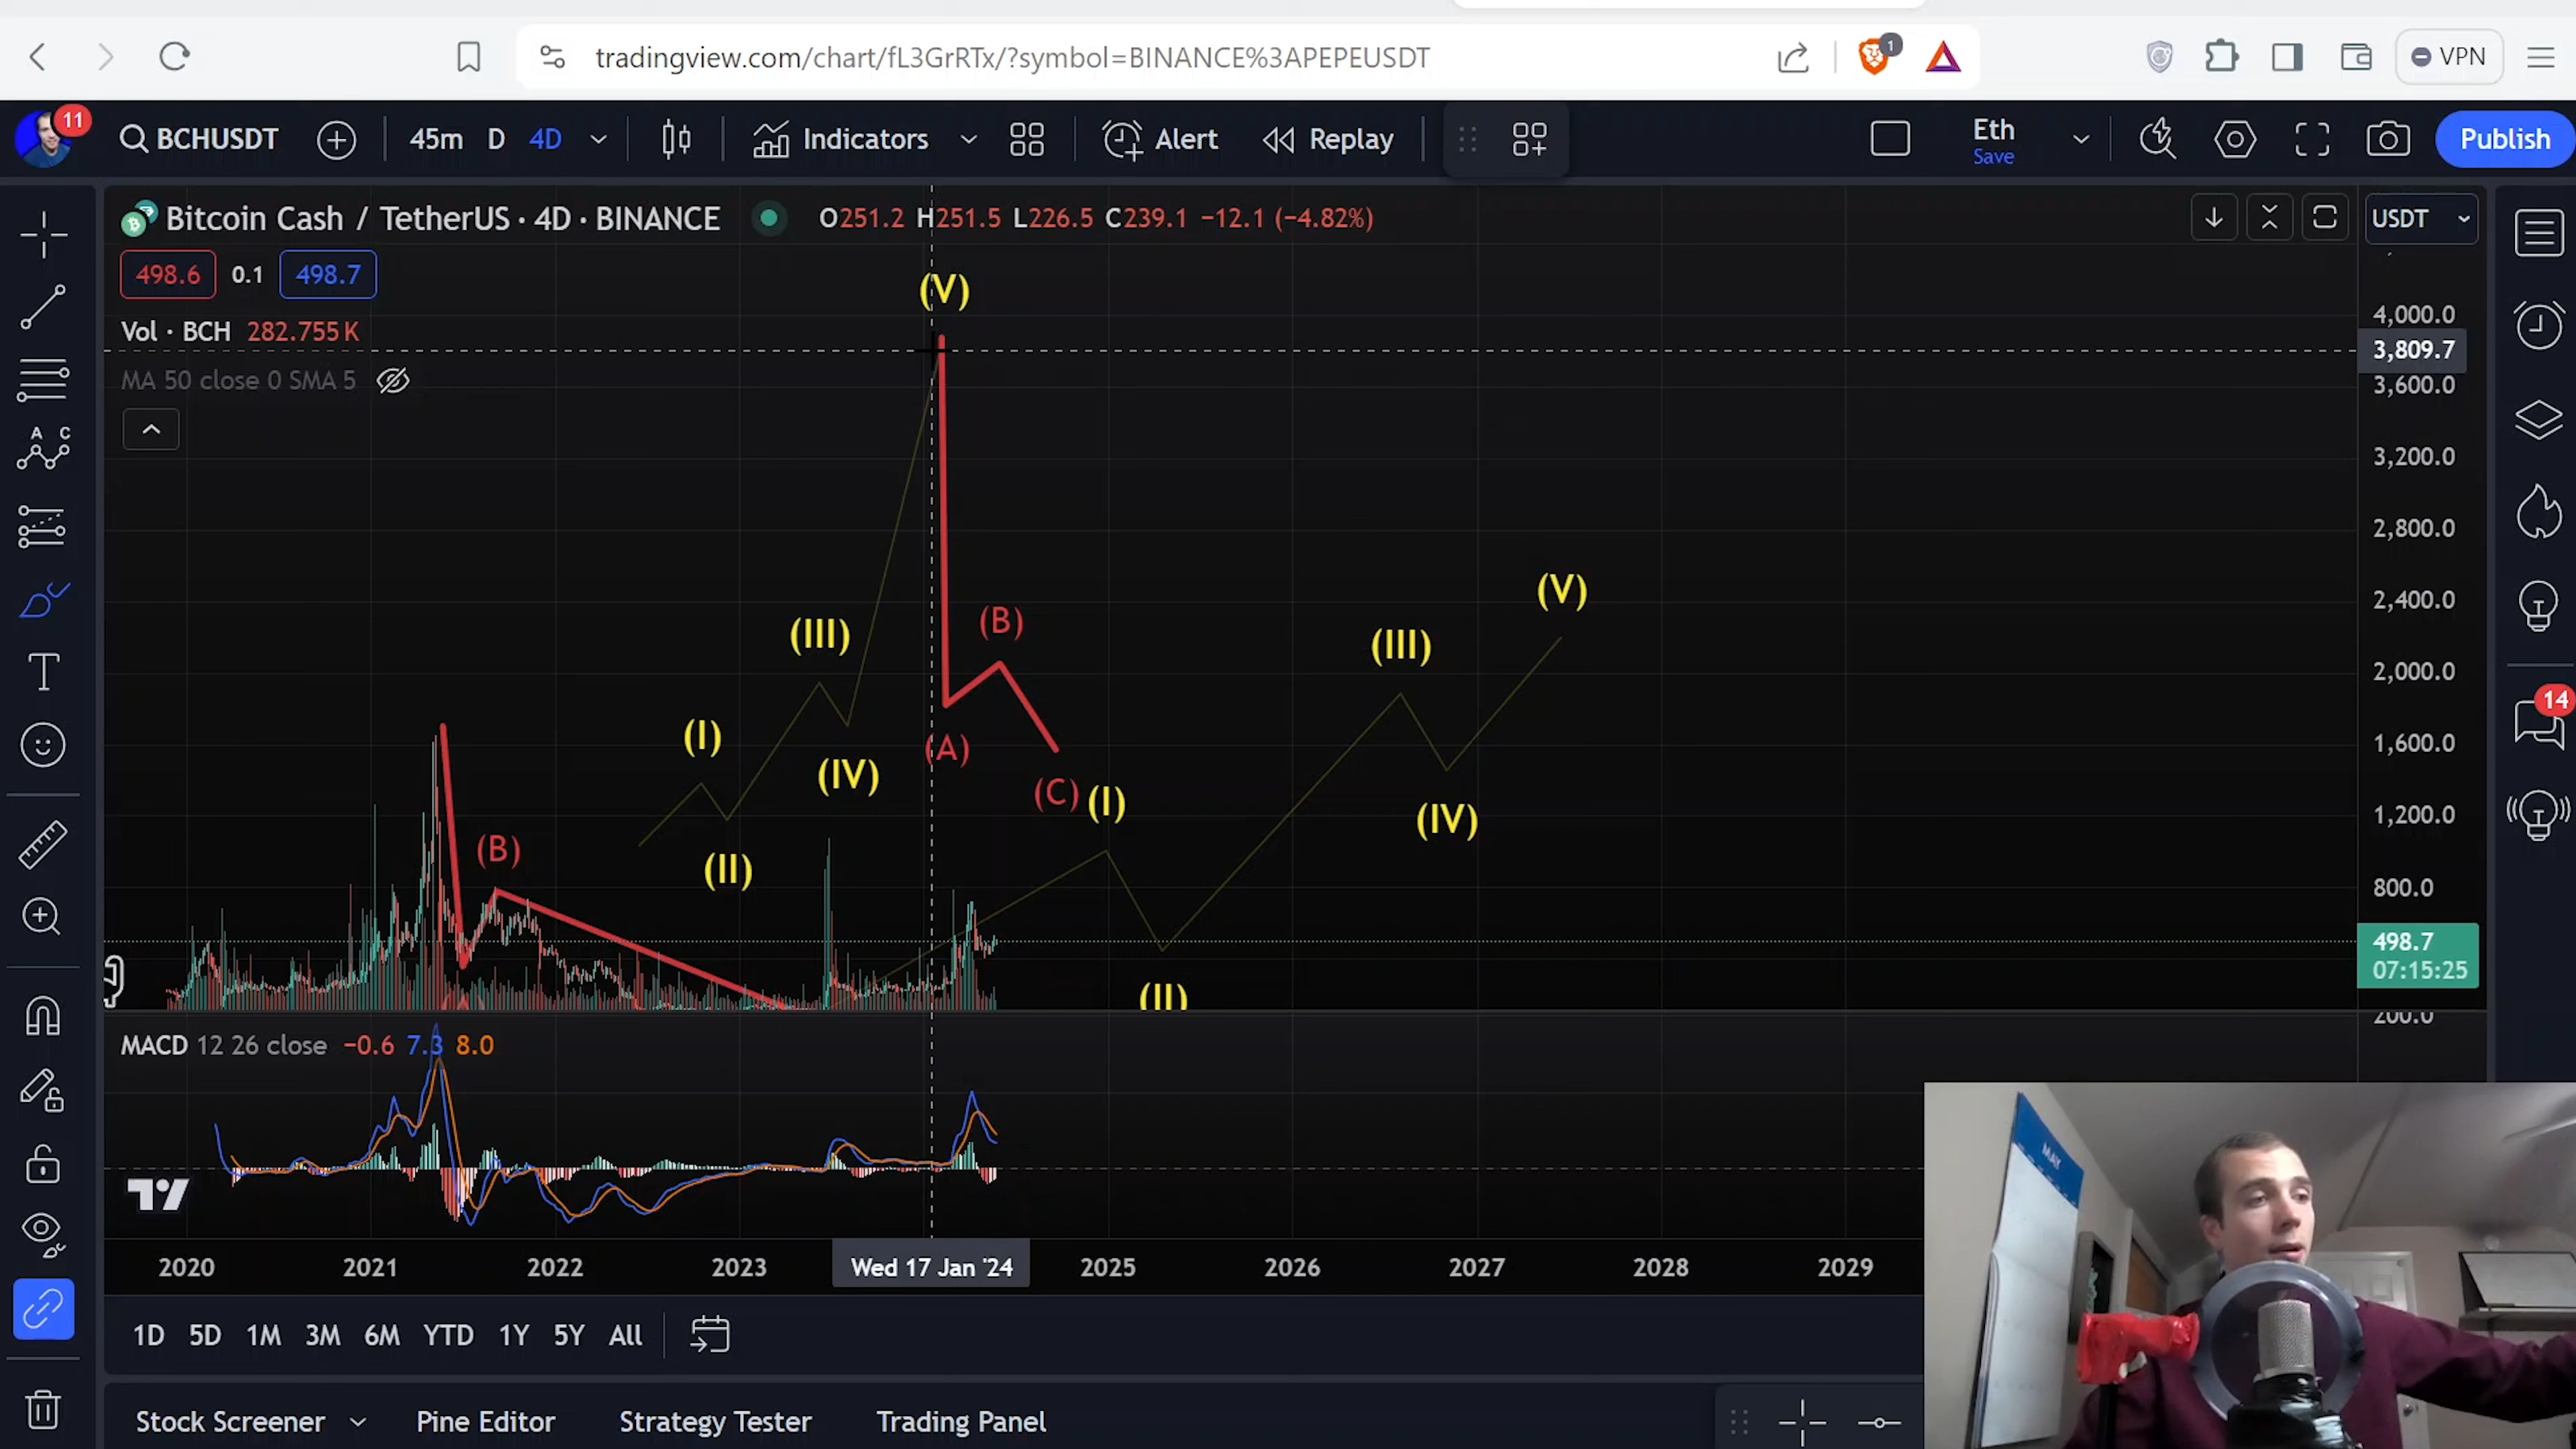 tradingview.com/chart/fL3GrRTx/?symbol=BINANCE%3APEPEUSDT
1
VPN
11
BCHUSDT
45m D 4D
Indicators
Alert
Replay
Eth
Save
Publish
Bitcoin Cash / TetherUS · 4D · BINANCE
O251.2 H251.5 L226.5 C239.1 −12.1 (−4.82%)
USDT
498.6 0.1 498.7
Vol · BCH 282.755 K
MA 50 close 0 SMA 5
(V)
4,000.0
3,809.7
3,600.0
3,200.0
2,800.0
2,400.0
2,000.0
1,600.0
1,200.0
800.0
498.7
07:15:25
200.0
A C
T
14
(V)
(B)
(III)
(III)
(I)
(A)
(IV)
(C)
(I)
(IV)
(B)
(II)
(II)
MACD 12 26 close −0.6 7.3 8.0
2020 2021 2022 2023 Wed 17 Jan '24 2025 2026 2027 2028 2029
1D 5D 1M 3M 6M YTD 1Y 5Y All
Stock Screener
Pine Editor
Strategy Tester
Trading Panel
MAY